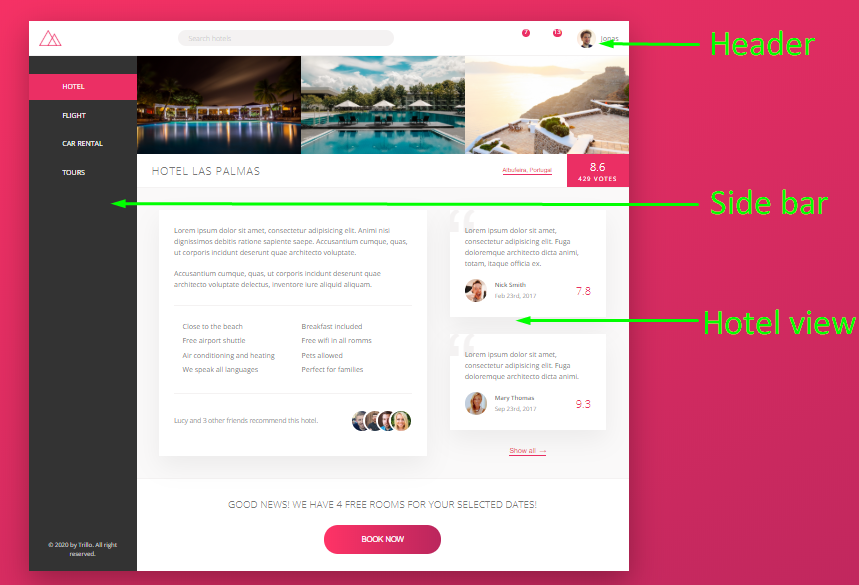 Search hotels
7
13
Jonas
Header
HOTEL
FLIGHT
CAR RENTAL
TOURS
HOTEL LAS PALMAS
Albufeira, Portugal
8.6
429 VOTES
Side bar
Lorem ipsum dolor sit amet, consectetur adipisicing elit. Animi nisi
dignissimos debitis ratione sapiente saepe. Accusantium cumque, quas,
ut corporis incidunt deserunt quae architecto voluptate.
Accusantium cumque, quas, ut corporis incidunt deserunt quae
architecto voluptate delectus, inventore iure aliquid aliquam.
Close to the beach
Breakfast included
Free airport shuttle
Free wifi in all romms
Air conditioning and heating
Pets allowed
We speak all languages
Perfect for families
Lucy and 3 other friends recommend this hotel.
“
Lorem ipsum dolor sit amet,
consectetur adipisicing elit. Fuga
doloremque architecto dicta animi,
totam, itaque officia ex.
Nick Smith
Feb 23rd, 2017
7.8
Hotel view
“
Lorem ipsum dolor sit amet,
consectetur adipisicing elit. Fuga
doloremque architecto dicta animi.
Mary Thomas
Sep 23rd, 2017
9.3
Show all →
GOOD NEWS! WE HAVE 4 FREE ROOMS FOR YOUR SELECTED DATES!
BOOK NOW
© 2020 by Trillo. All right
reserved.